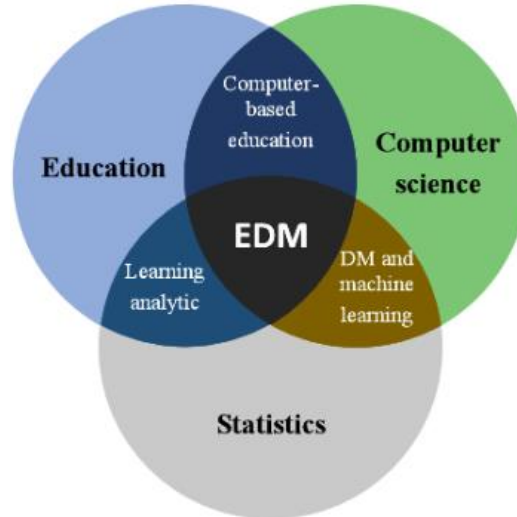 Computer-
based
education
Education
Computer
science
EDM
Learning
analytic
DM and
machine
learning
Statistics